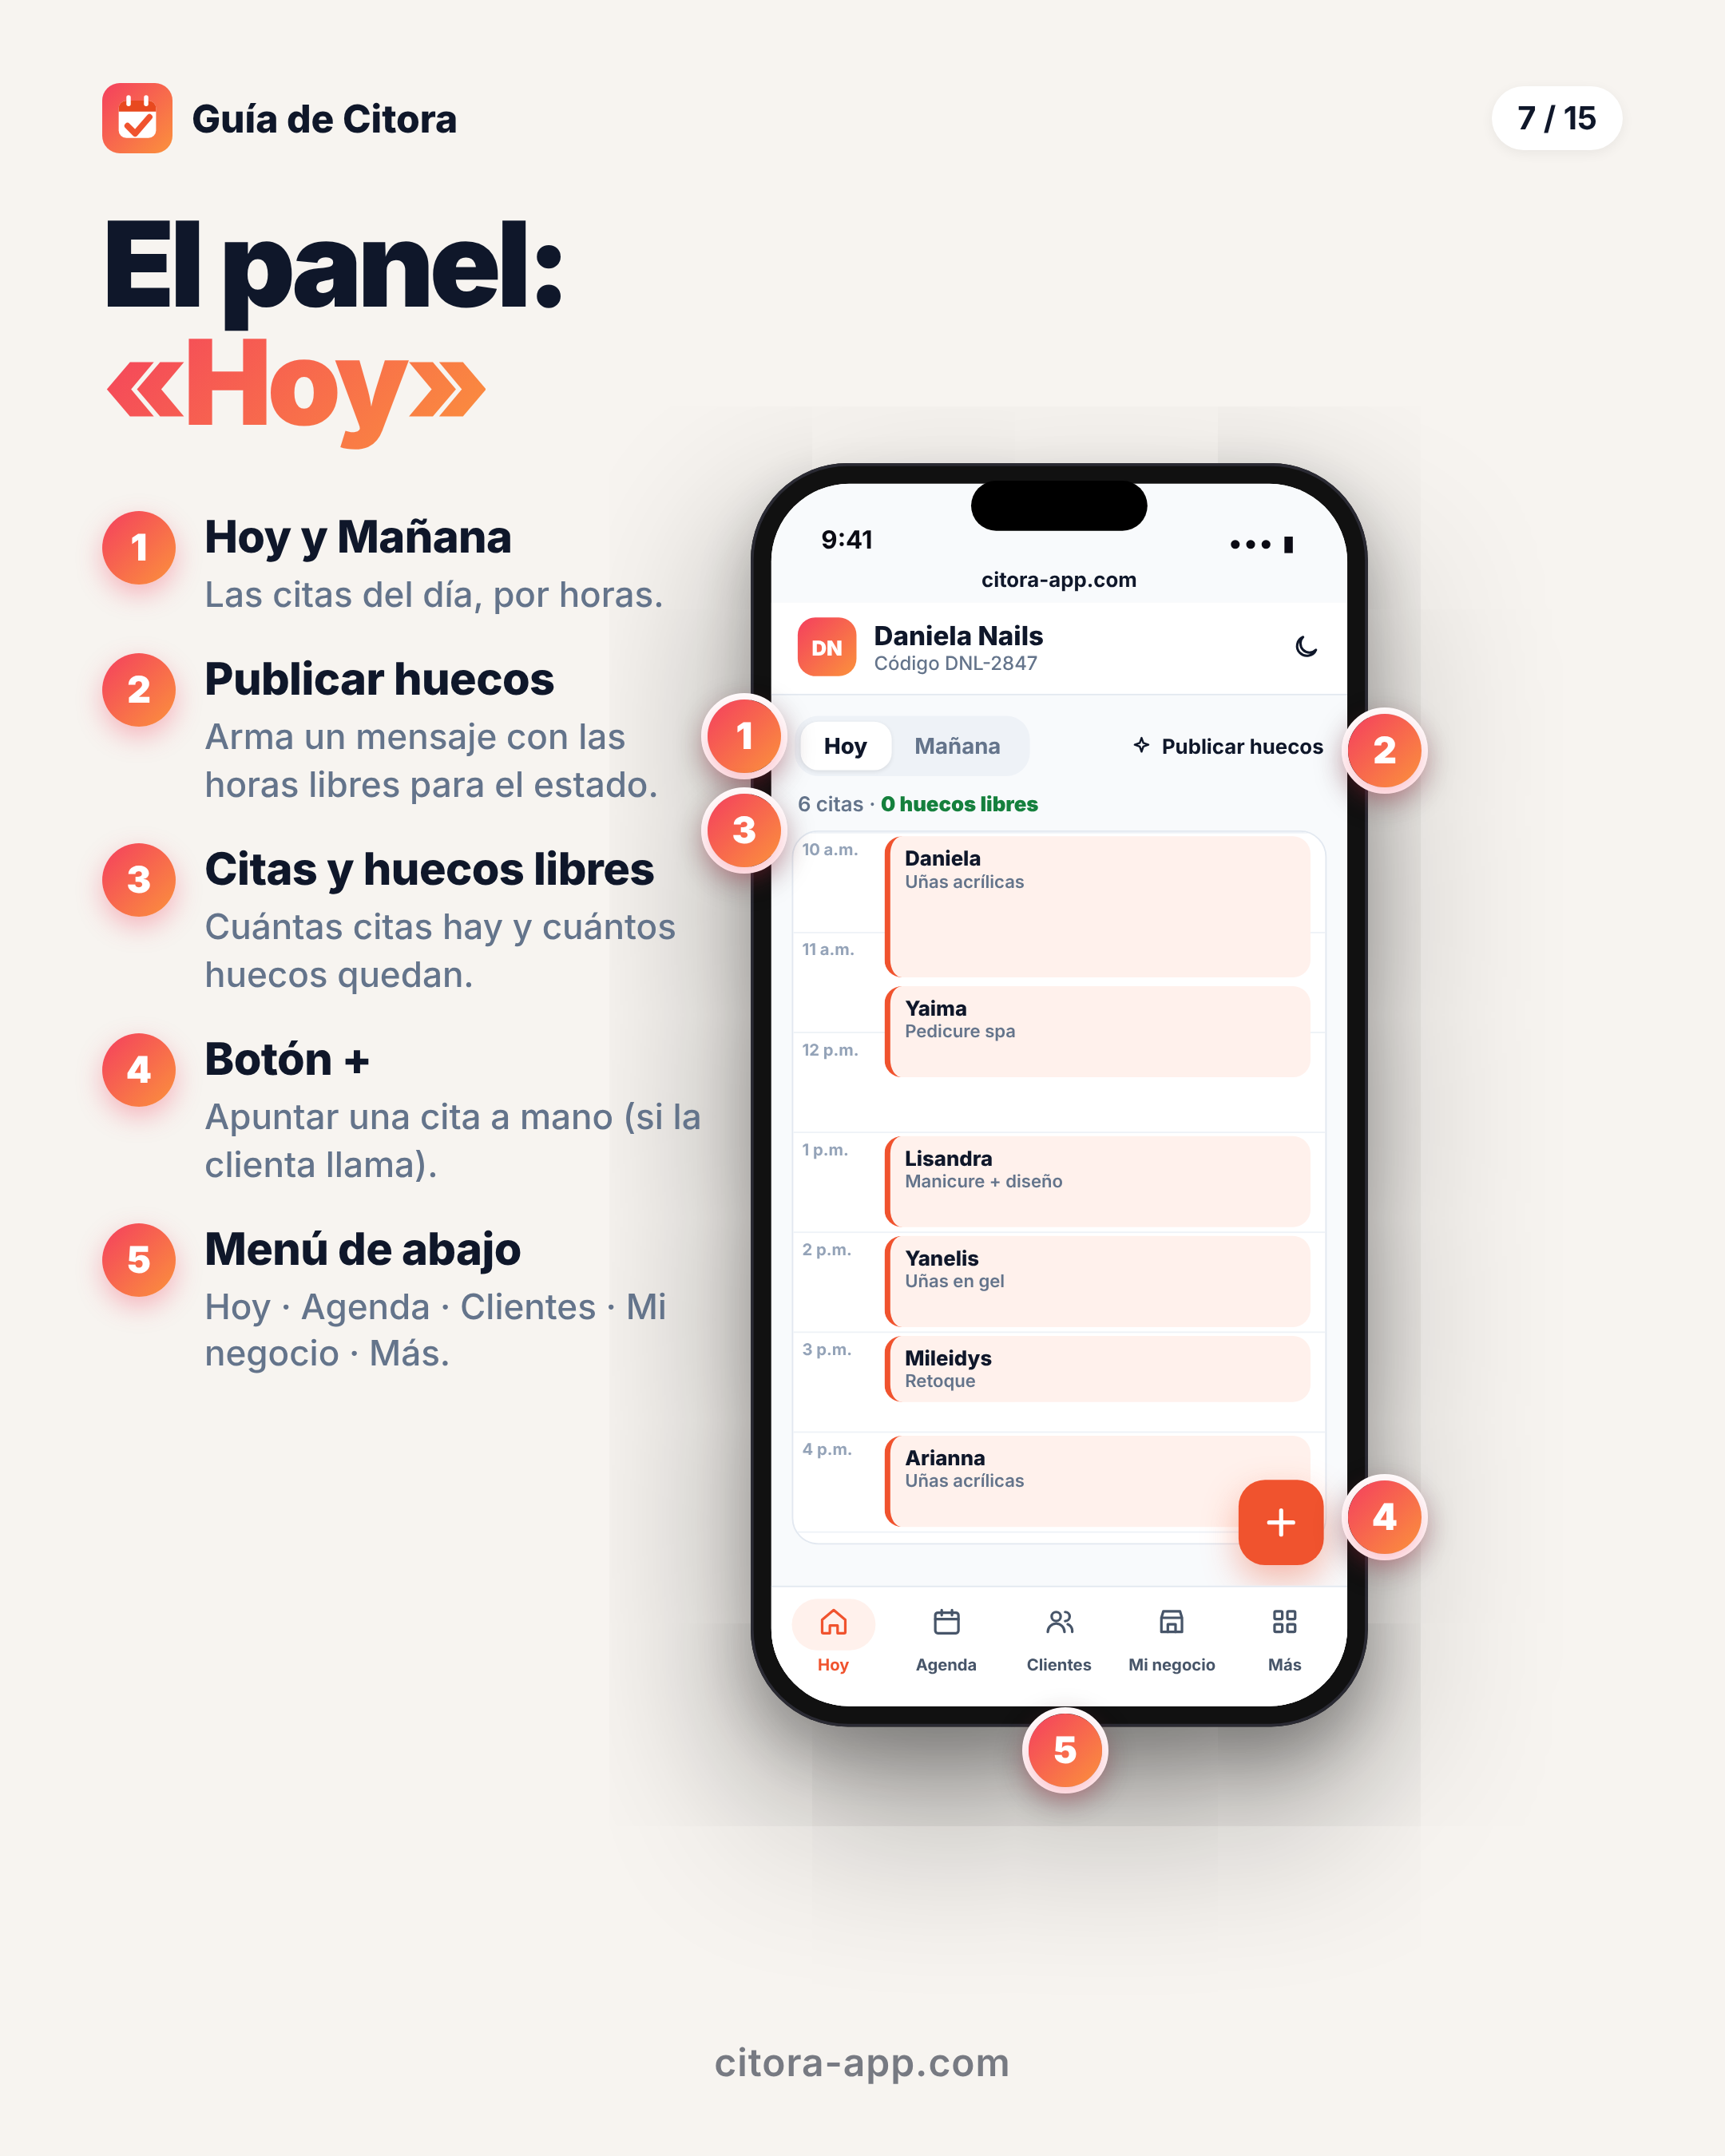 Guía de Citora
7 / 15
El panel:
«Hoy»
1
Hoy y Mañana
Las citas del día, por horas.
2
Publicar huecos
Arma un mensaje con las
horas libres para el estado.
3
Citas y huecos libres
Cuántas citas hay y cuántos
huecos quedan.
4
Botón +
Apuntar una cita a mano (si la
clienta llama).
5
Menú de abajo
Hoy · Agenda · Clientes · Mi
negocio · Más.
9:41
citora-app.com
DN
Daniela Nails
Código DNL-2847
1
Hoy
Mañana
Publicar huecos
2
3
6 citas · 0 huecos libres
10 a.m.
Daniela
Uñas acrílicas
11 a.m.
Yaima
Pedicure spa
12 p.m.
1 p.m.
Lisandra
Manicure + diseño
2 p.m.
Yanelis
Uñas en gel
3 p.m.
Mileidys
Retoque
4 p.m.
Arianna
Uñas acrílicas
+
4
Hoy
Agenda
Clientes
Mi negocio
Más
5
citora-app.com